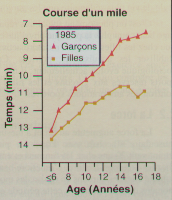 Course d'un mile
1985
Garçons
Filles
Temps (min)
7
8
9
10
11
12
13
14
≤6 8 10 12 14 16 18
Age (Années)